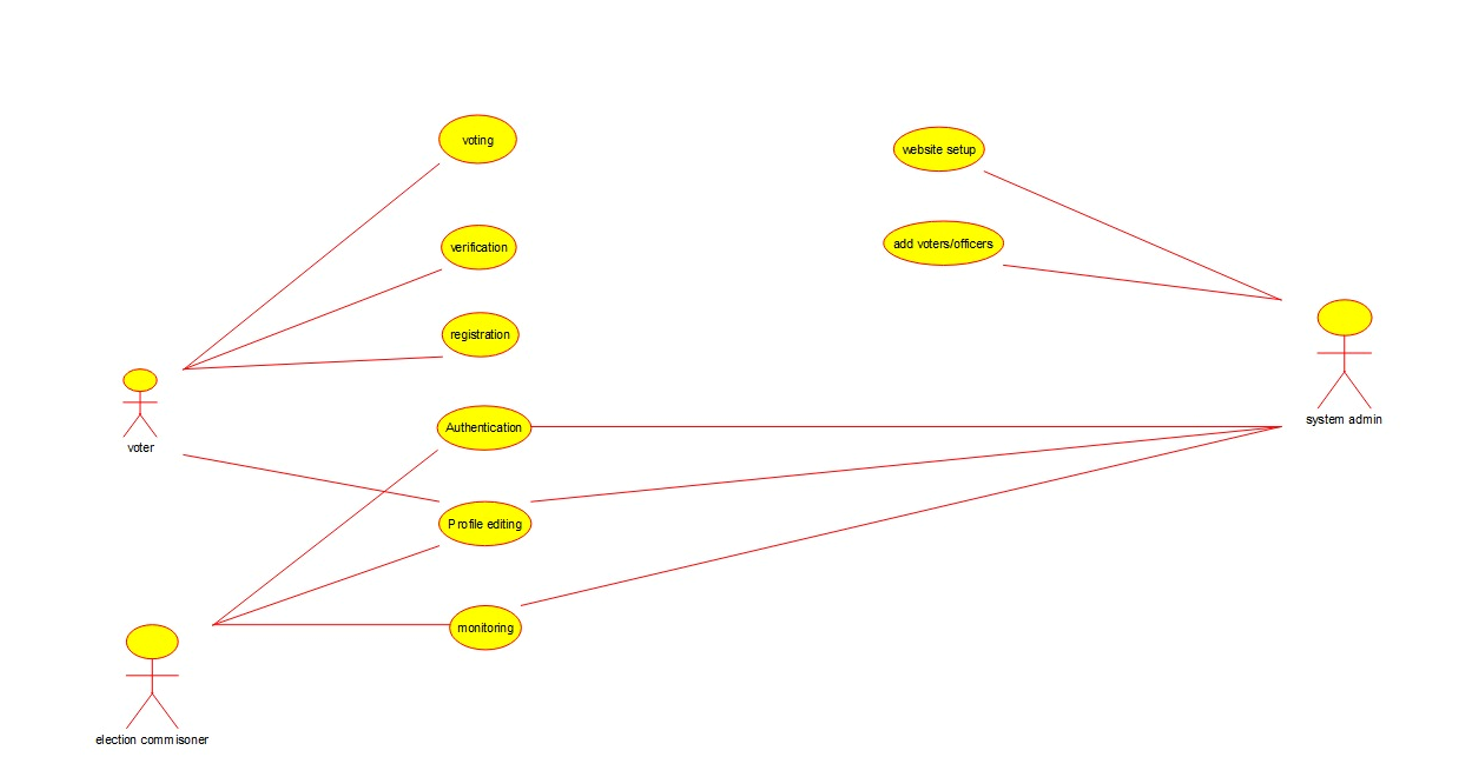 voting
website setup
verification
add voters/officers
registration
system admin
Authentication
voter
Profile editing
monitoring
election commisoner